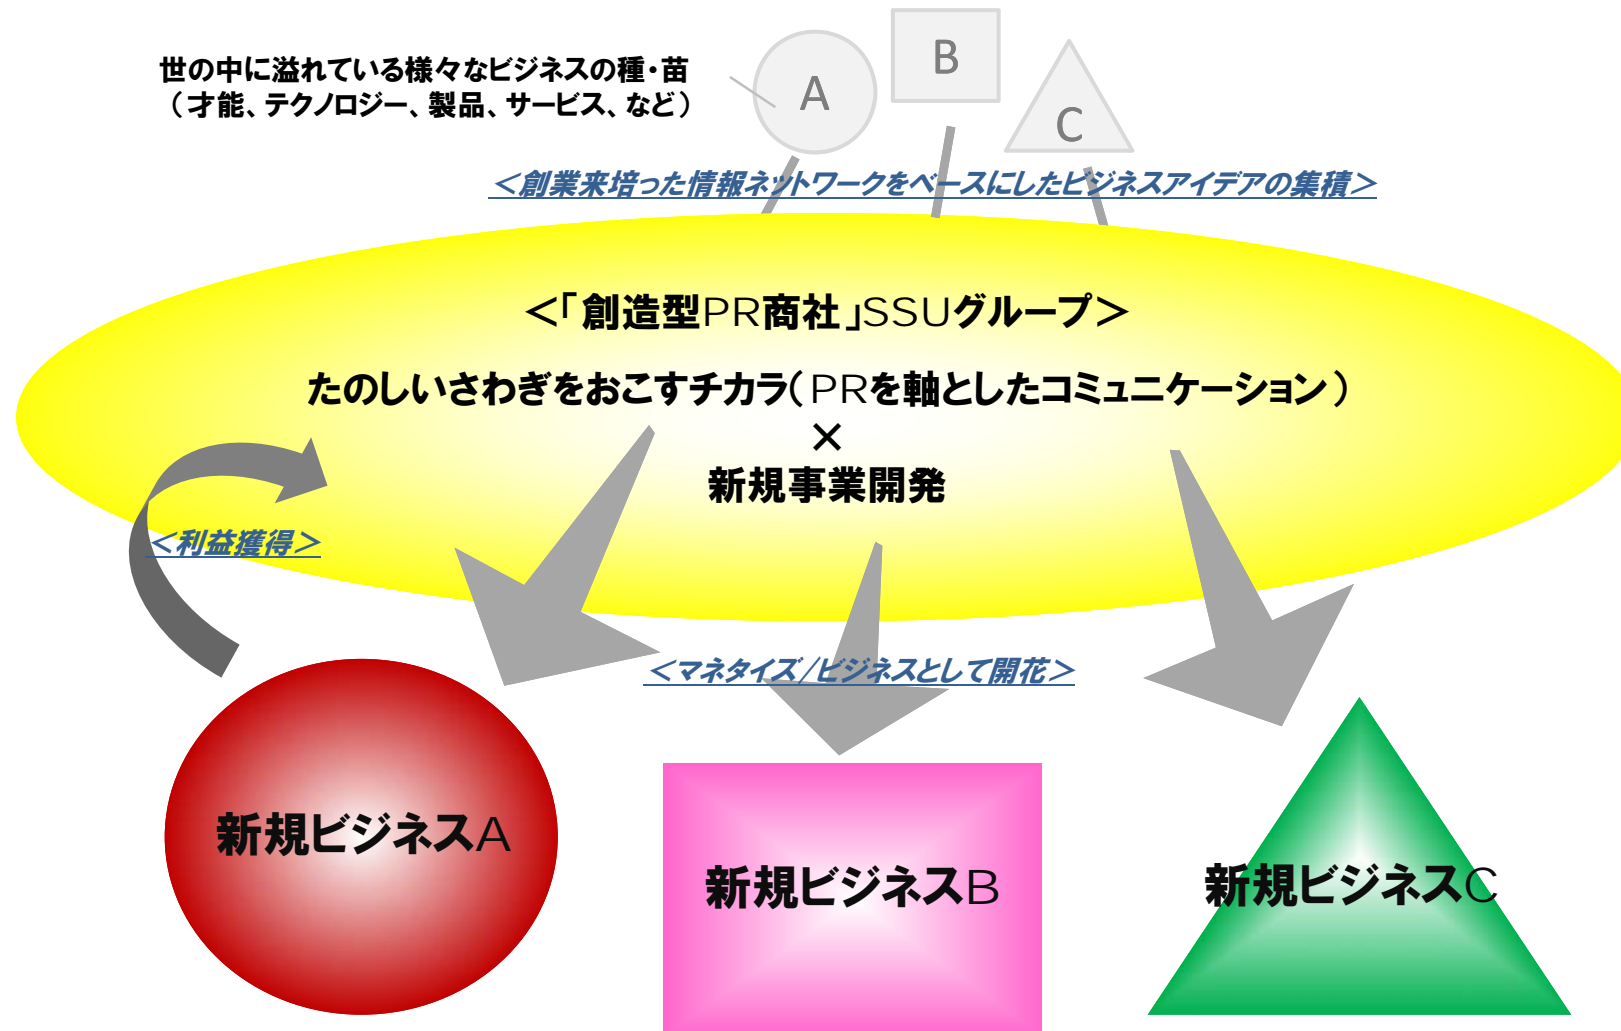 世の中に溢れている様々なビジネスの種・苗
（才能、テクノロジー、製品、サービス、など）
A
B
C
＜創業来培った情報ネットワークをベースにしたビジネスアイデアの集積＞
＜「創造型PR商社」SSUグループ＞
たのしいさわぎをおこすチカラ（PRを軸としたコミュニケーション）
×
新規事業開発
＜利益獲得＞
＜マネタイズ/ビジネスとして開花＞
新規ビジネスA
新規ビジネスB
新規ビジネスC